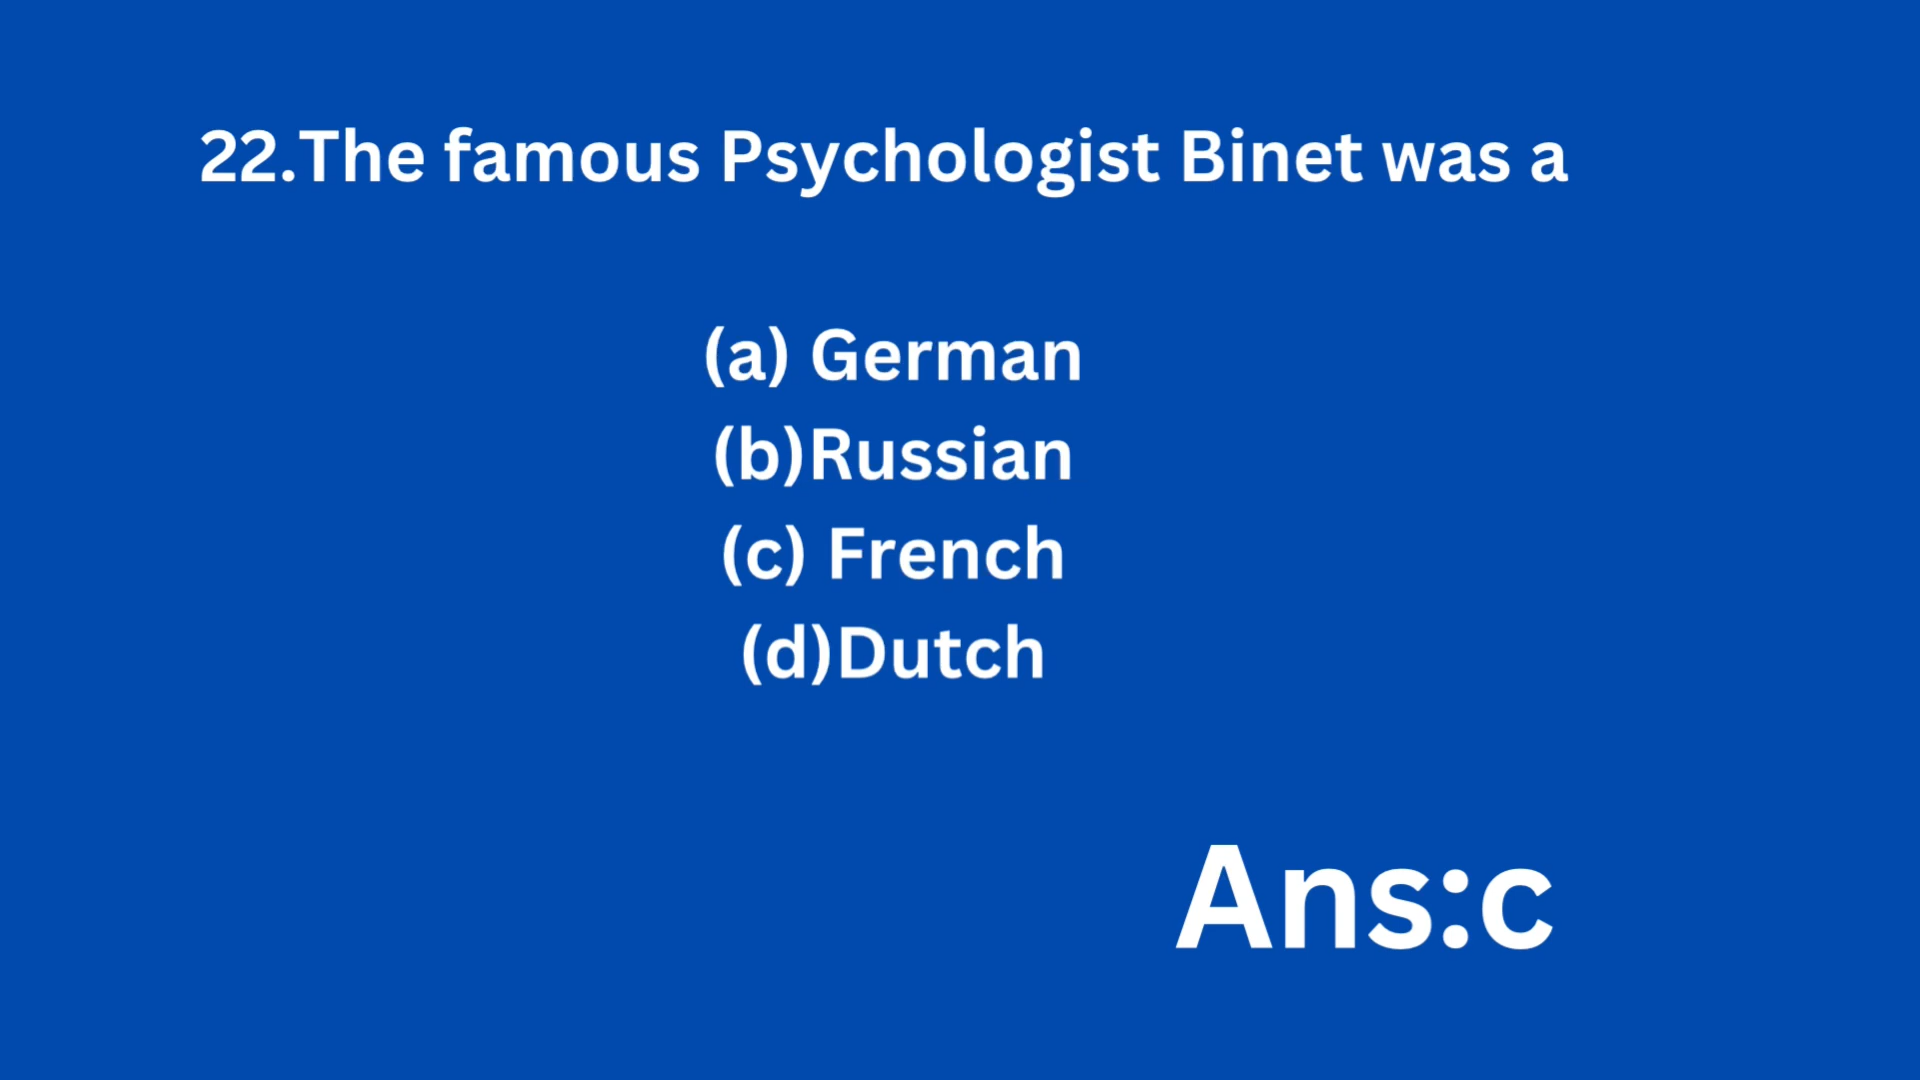 22.The famous Psychologist Binet was a
(a) German
(b)Russian
(c) French
(d)Dutch
Ans:c